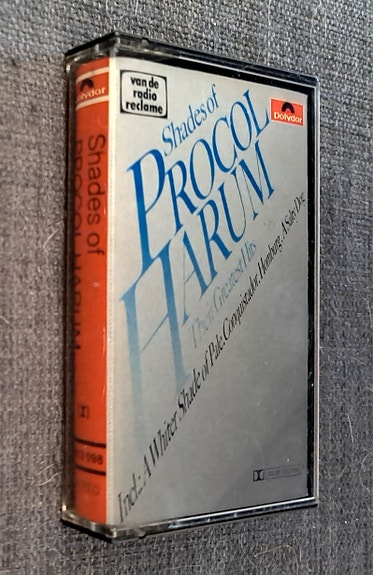 van de
radio
reclame
Polydor
Shades of
PROCOL
HARUM
Their Greatest Hits
Incl.: A Whiter Shade of Pale, Conquistador, Homburg, A Salty Dog
Polydor
Shades of
PROCOL HARUM